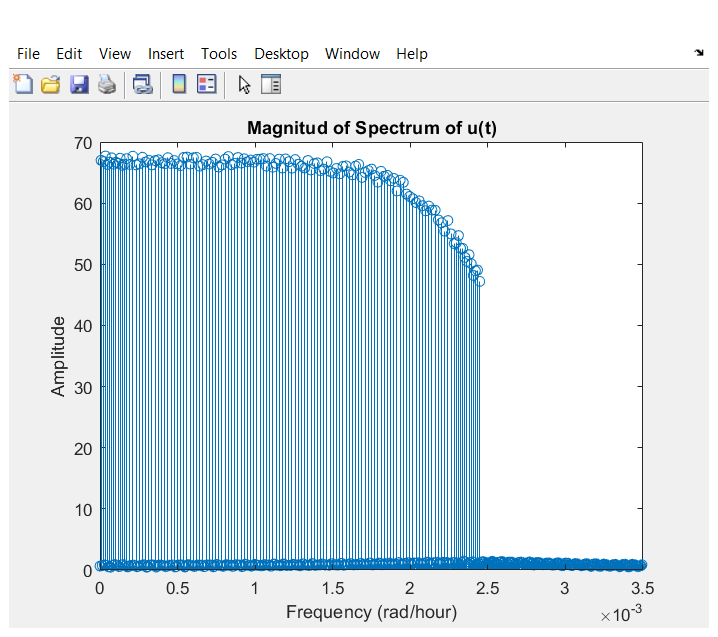 File Edit View Insert Tools Desktop Window Help
Magnitud of Spectrum of u(t)
70
60
50
40
30
20
10
0
Amplitude
0 0.5 1 1.5 2 2.5 3 3.5
Frequency (rad/hour)
×10⁻³